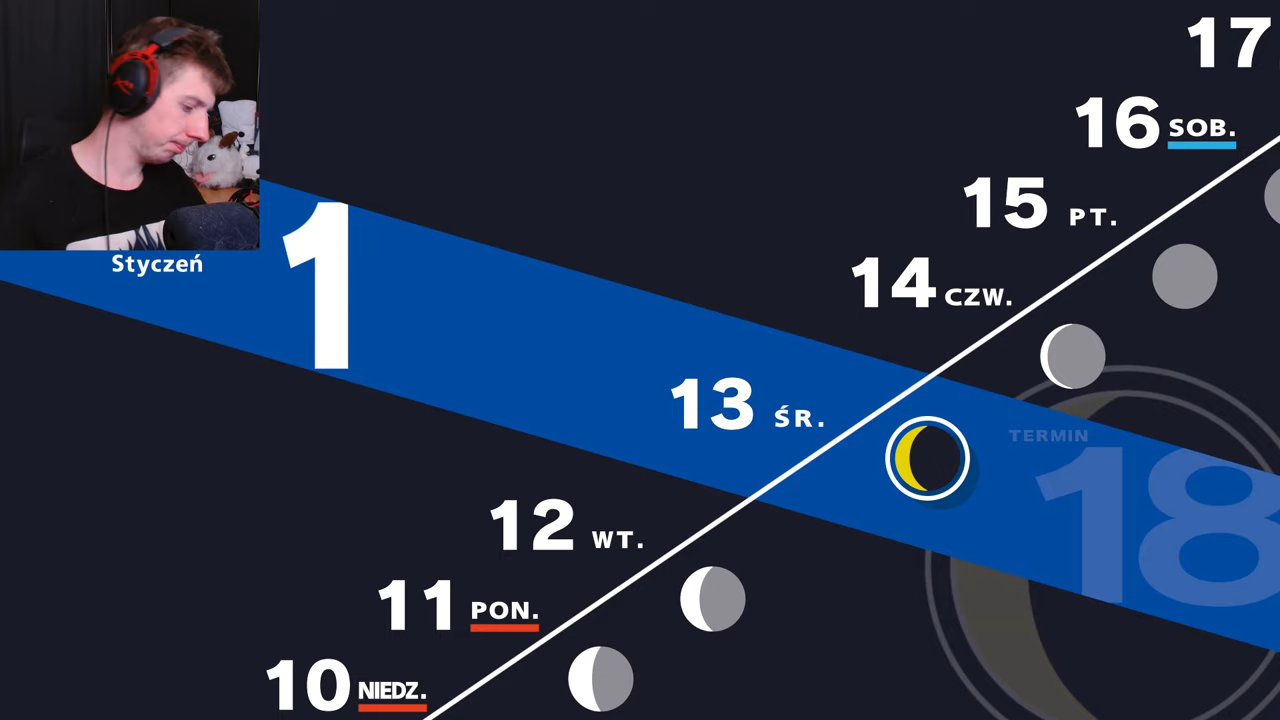 17
16 SOB.
15 PT.
14 CZW.
Styczeń
1
13 ŚR.
TERMIN
18
12 WT.
11 PON.
10 NIEDZ.